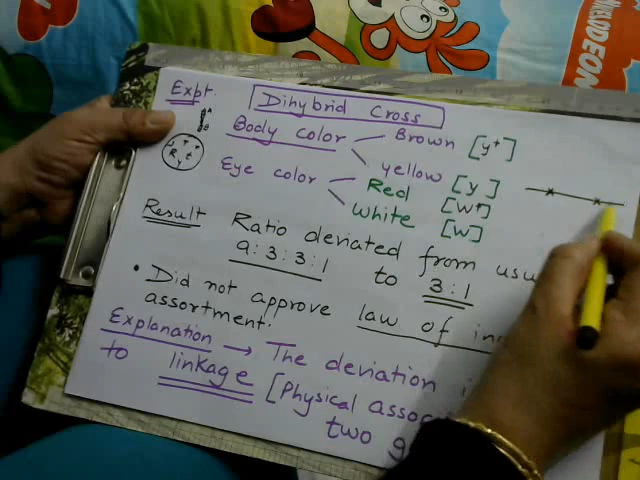 Expt.
Dihybrid Cross
Body color Brown [y⁺]
yellow [y]
Eye color Red [w⁺]
White [w]
R, t
Result Ratio deviated from usu
9:3:3:1 to 3:1
• Did not approve law of in
assortment.
Explanation → The deviation i
to linkage [Physical assoc
two g
NICKELODEON